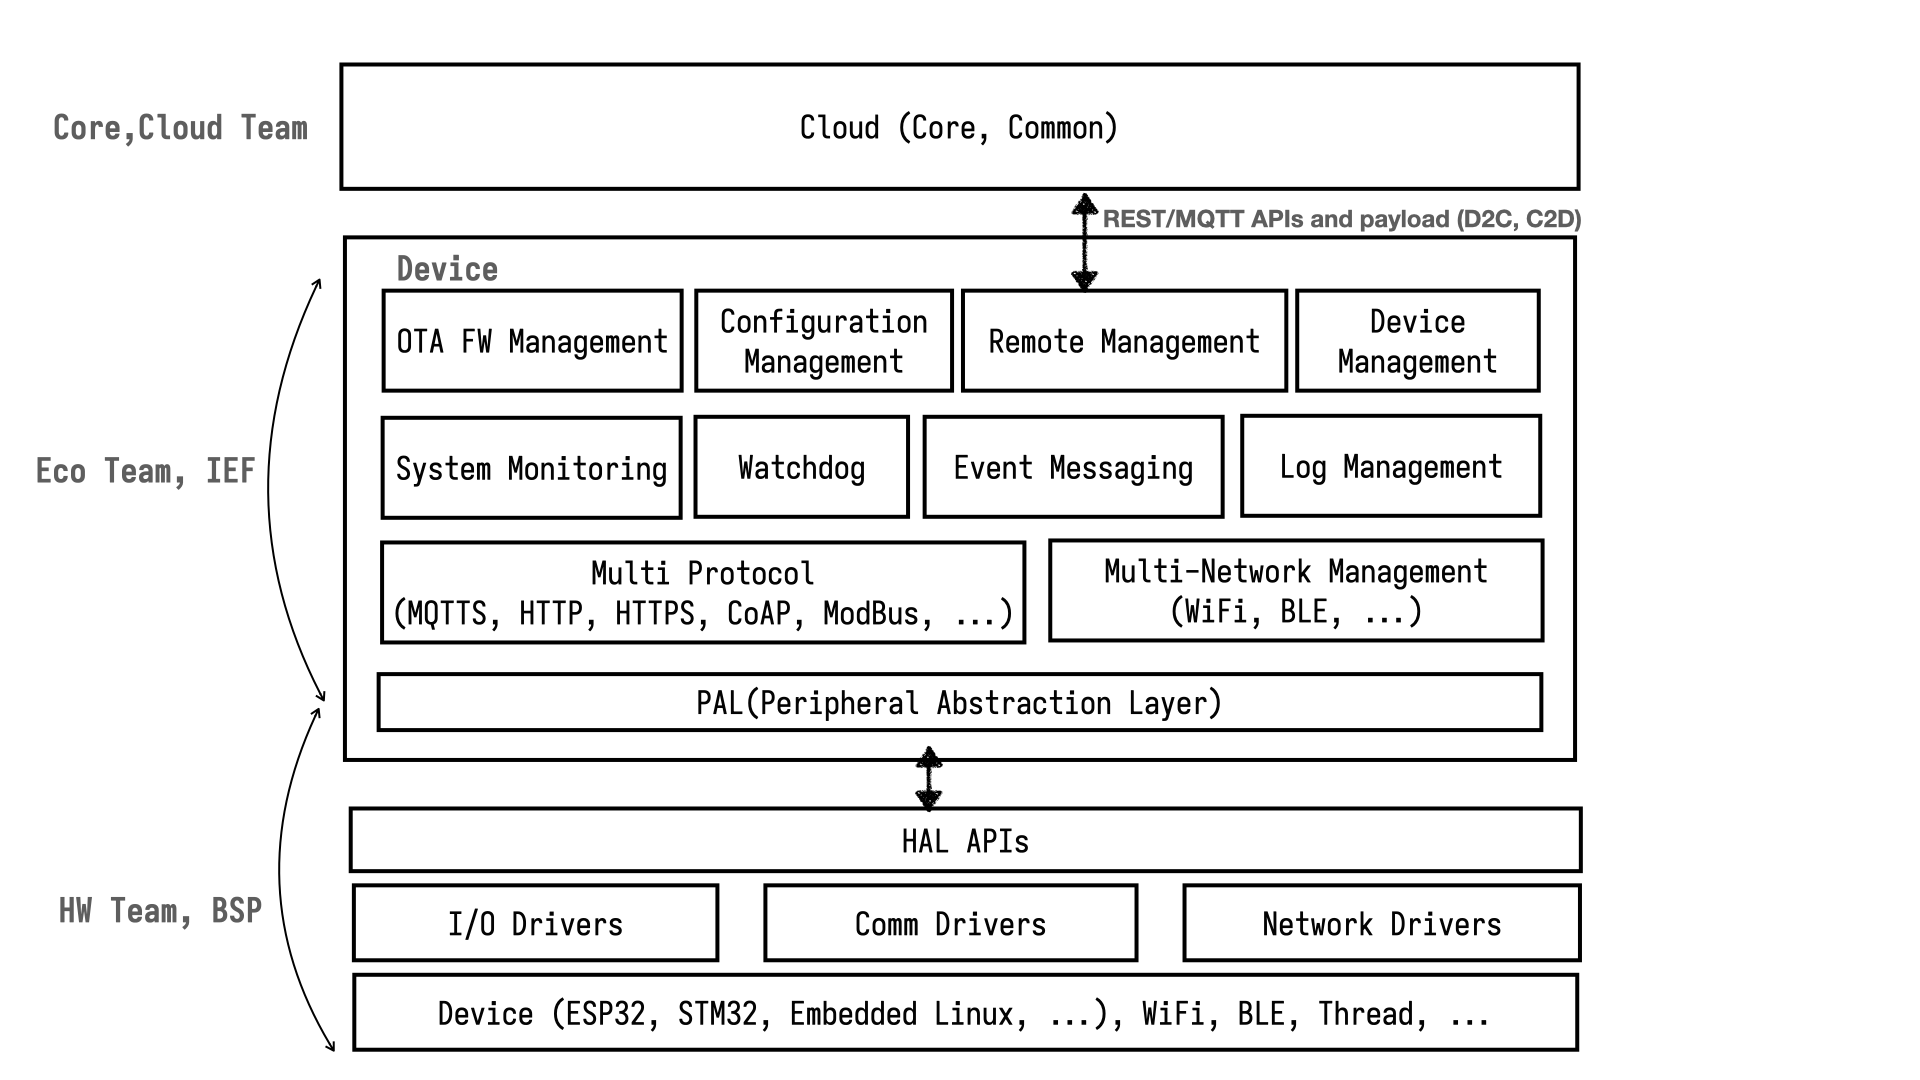 Core,Cloud Team
Cloud (Core, Common)
REST/MQTT APIs and payload (D2C, C2D)
Device
OTA FW Management
Configuration
Management
Remote Management
Device
Management
Eco Team, IEF
System Monitoring
Watchdog
Event Messaging
Log Management
Multi Protocol
(MQTTS, HTTP, HTTPS, CoAP, ModBus, ...)
Multi-Network Management
(WiFi, BLE, ...)
PAL(Peripheral Abstraction Layer)
HAL APIs
HW Team, BSP
I/O Drivers
Comm Drivers
Network Drivers
Device (ESP32, STM32, Embedded Linux, ...), WiFi, BLE, Thread, ...